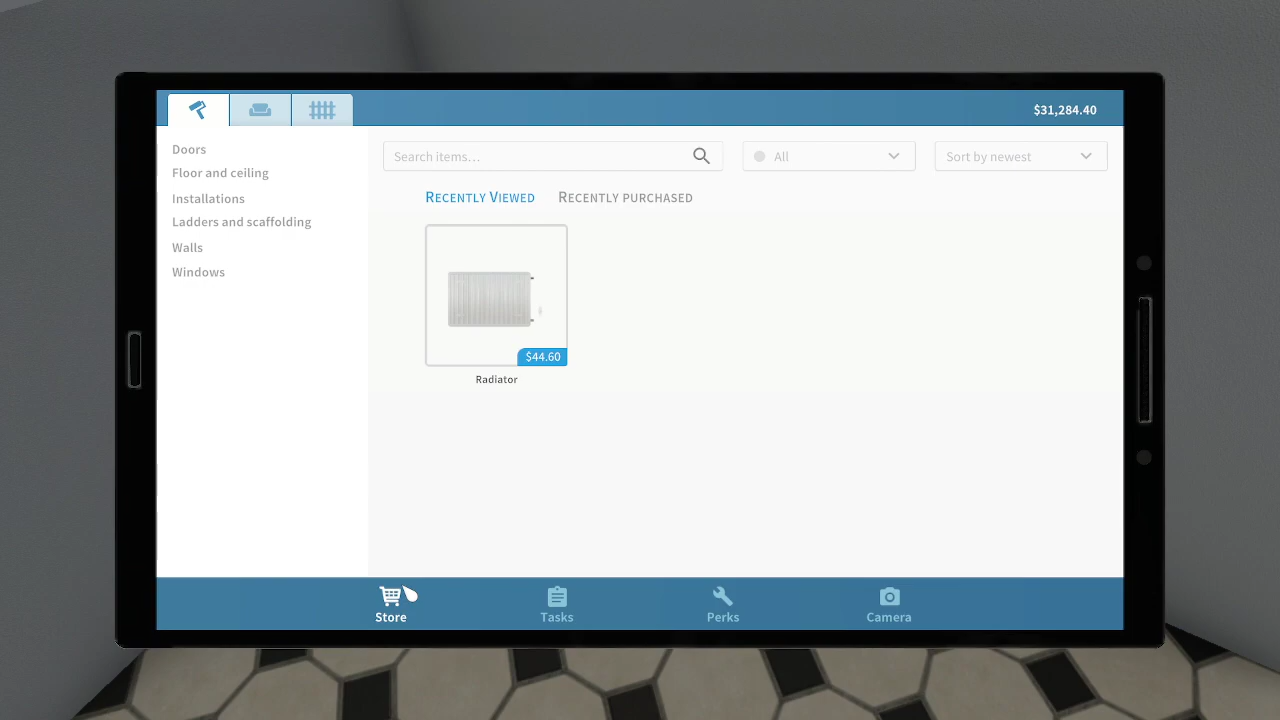 $31,284.40
Doors
Floor and ceiling
Installations
Ladders and scaffolding
Walls
Windows
Search items...
All
Sort by newest
Recently Viewed
Recently purchased
$44.60
Radiator
Store
Tasks
Perks
Camera